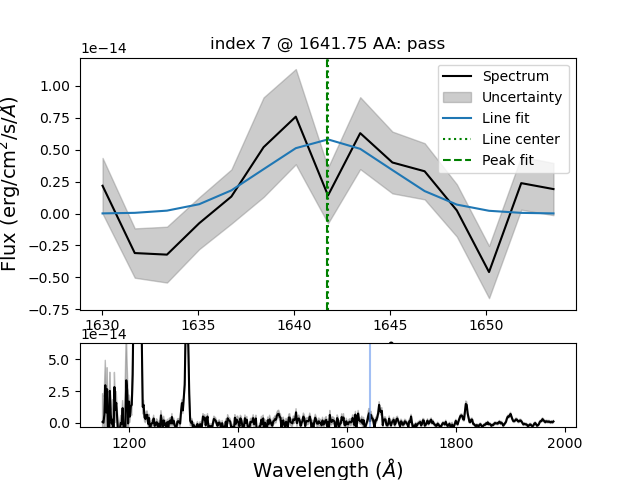 index 7 @ 1641.75 AA: pass
1e−14
Flux (erg/cm²/s/Å)
1.00
0.75
0.50
0.25
0.00
−0.25
−0.50
−0.75
Spectrum
Uncertainty
Line fit
Line center
Peak fit
1630
1635
1640
1645
1650
1e−14
5.0
2.5
0.0
1200
1400
1600
1800
2000
Wavelength (Å)